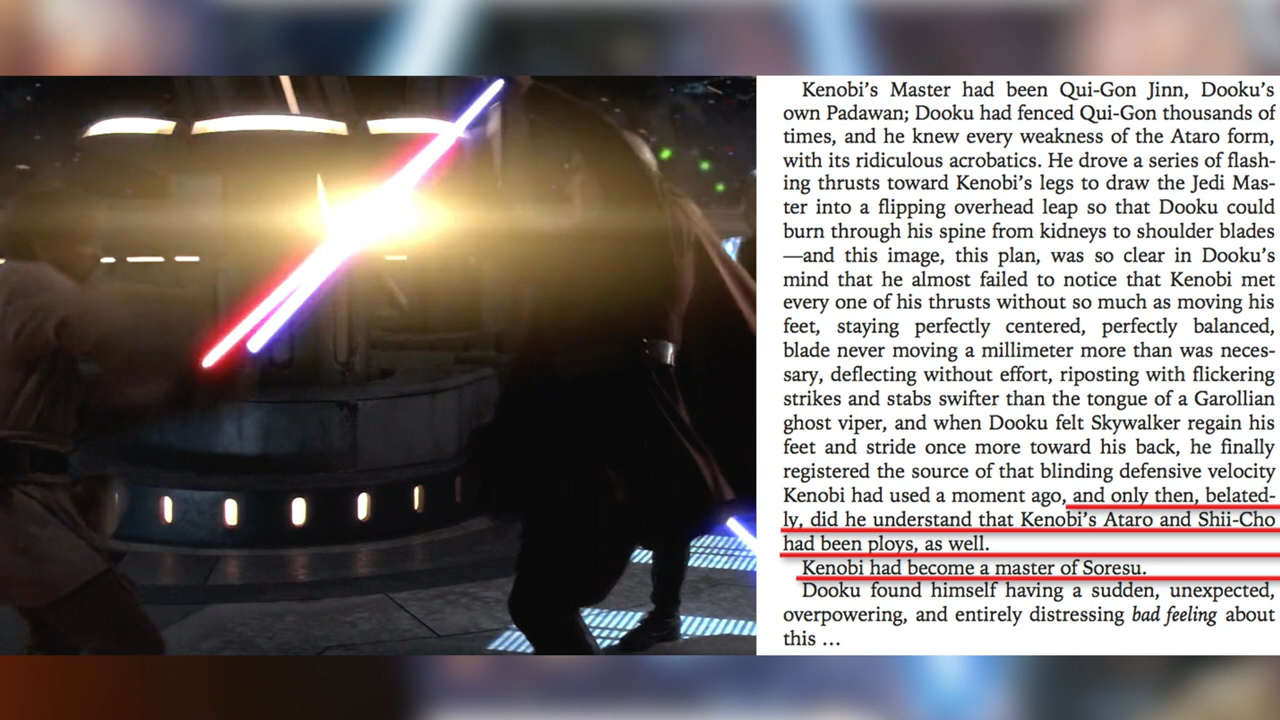 Kenobi's Master had been Qui-Gon Jinn, Dooku's
own Padawan; Dooku had fenced Qui-Gon thousands of
times, and he knew every weakness of the Ataro form,
with its ridiculous acrobatics. He drove a series of flash-
ing thrusts toward Kenobi's legs to draw the Jedi Mas-
ter into a flipping overhead leap so that Dooku could
burn through his spine from kidneys to shoulder blades
—and this image, this plan, was so clear in Dooku's
mind that he almost failed to notice that Kenobi met
every one of his thrusts without so much as moving his
feet, staying perfectly centered, perfectly balanced,
blade never moving a millimeter more than was neces-
sary, deflecting without effort, riposting with flickering
strikes and stabs swifter than the tongue of a Garollian
ghost viper, and when Dooku felt Skywalker regain his
feet and stride once more toward his back, he finally
registered the source of that blinding defensive velocity
Kenobi had used a moment ago, and only then, belated-
ly, did he understand that Kenobi's Ataro and Shii-Cho
had been ploys, as well.
Kenobi had become a master of Soresu.
Dooku found himself having a sudden, unexpected,
overpowering, and entirely distressing bad feeling about
this ...